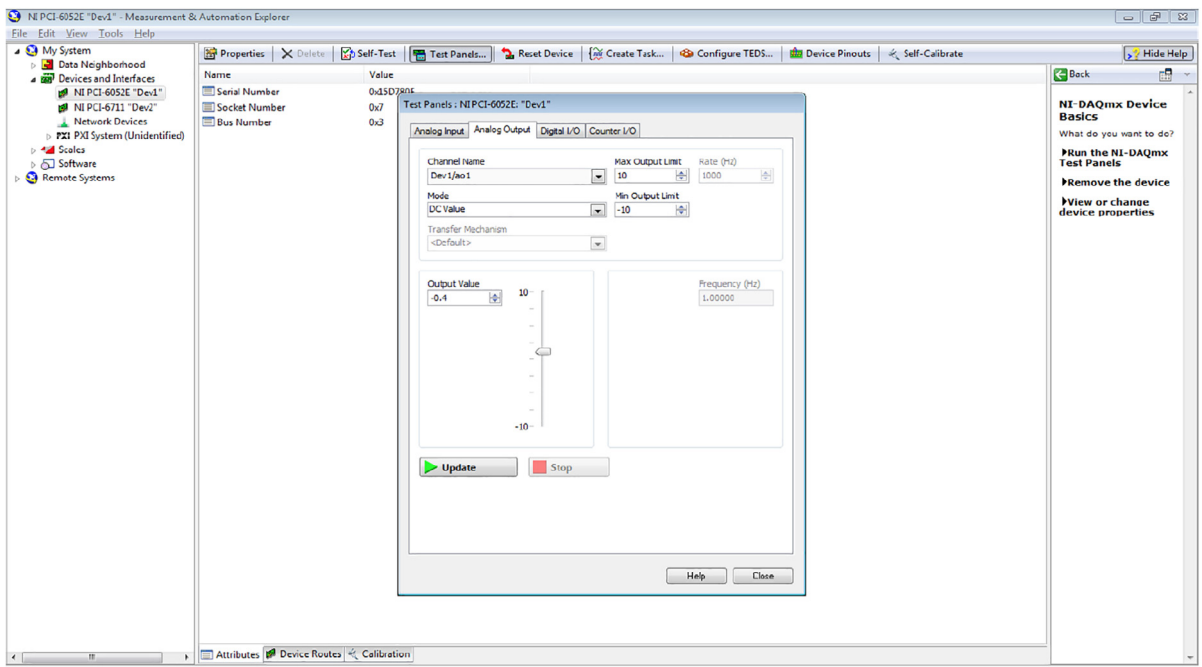 NI PCI-6052E "Dev1" - Measurement & Automation Explorer
File Edit View Tools Help
My System
Data Neighborhood
Devices and Interfaces
NI PCI-6052E "Dev1"
NI PCI-6711 "Dev2"
Network Devices
PXI PXI System (Unidentified)
Scales
Software
Remote Systems
Properties Delete Self-Test Test Panels... Reset Device Create Task... Configure TEDS... Device Pinouts Self-Calibrate Hide Help
Name Value
Serial Number 0x15D780F
Socket Number 0x7
Bus Number 0x3
Test Panels : NI PCI-6052E: "Dev1"
Analog Input Analog Output Digital I/O Counter I/O
Channel Name Max Output Limit Rate (Hz)
Dev1/ao1 10 1000
Mode Min Output Limit
DC Value -10
Transfer Mechanism
<Default>
Output Value Frequency (Hz)
-0.4 10 1.00000
-10
Update Stop
Help Close
Back
NI-DAQmx Device
Basics
What do you want to do?
Run the NI-DAQmx
Test Panels
Remove the device
View or change
device properties
Attributes Device Routes Calibration